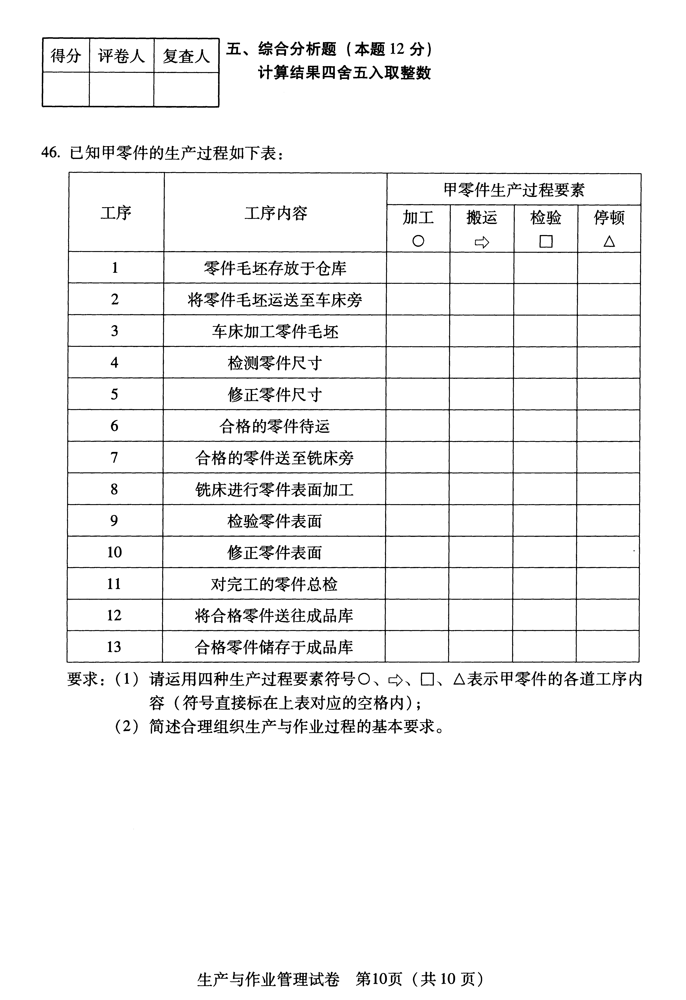 得分 评卷人 复查人
五、综合分析题（本题12 分）
计算结果四舍五入取整数
46. 已知甲零件的生产过程如下表：
工序 工序内容 甲零件生产过程要素
加工 搬运 检验 停顿
○ ⇨ □ △
1 零件毛坯存放于仓库
2 将零件毛坯运送至车床旁
3 车床加工零件毛坯
4 检测零件尺寸
5 修正零件尺寸
6 合格的零件待运
7 合格的零件送至铣床旁
8 铣床进行零件表面加工
9 检验零件表面
10 修正零件表面
11 对完工的零件总检
12 将合格零件送往成品库
13 合格零件储存于成品库
要求：（1） 请运用四种生产过程要素符号○、⇨、□、△表示甲零件的各道工序内
容（符号直接标在上表对应的空格内）；
（2） 简述合理组织生产与作业过程的基本要求。
生产与作业管理试卷 第10页（共 10 页）